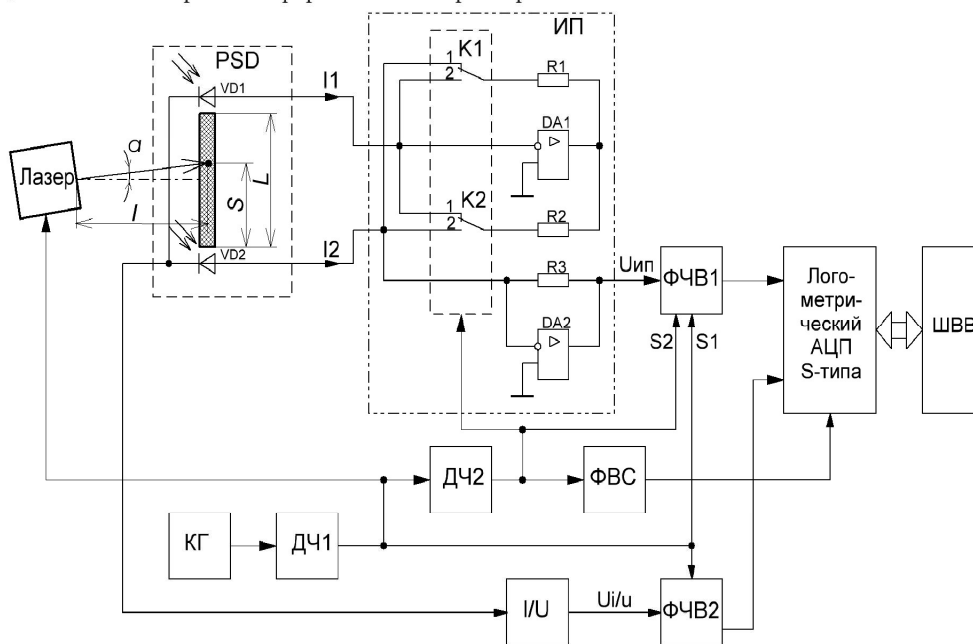 ИП
PSD
K1
1
2
R1
VD1
I1
DA1
α
Лазер
S
L
l
K2
1
2
R2
VD2
I2
R3
Uип
DA2
ФЧВ1
S2
S1
Лого-
метри-
ческий
АЦП
S-типа
ШВВ
ДЧ2
ФВС
КГ
ДЧ1
I/U
Ui/u
ФЧВ2